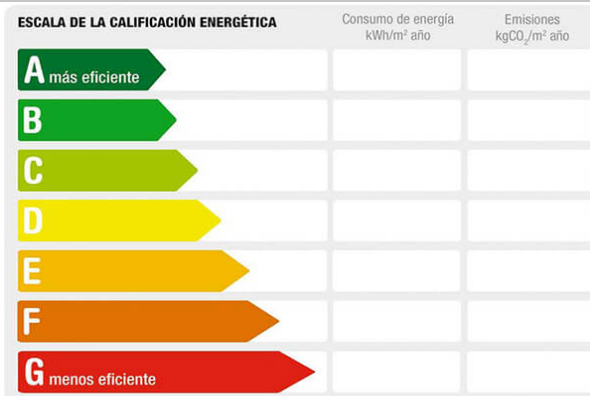 ESCALA DE LA CALIFICACIÓN ENERGÉTICA
Consumo de energía
kWh/m² año
Emisiones
kgCO₂/m² año
A más eficiente
B
C
D
E
F
G menos eficiente